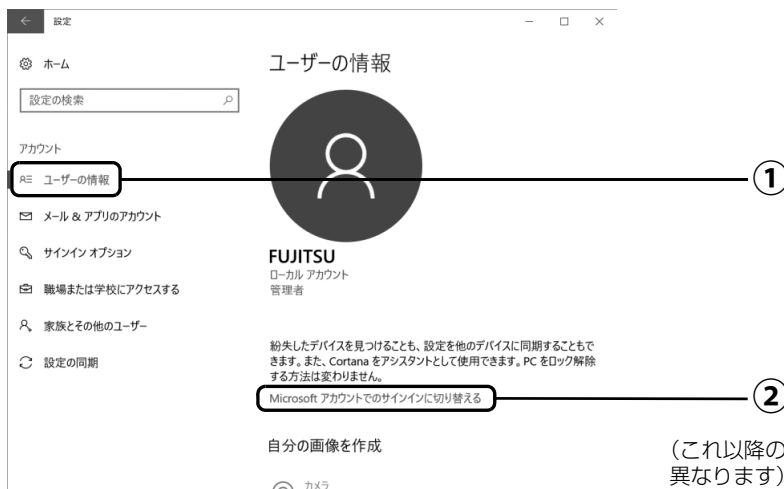 設定
ホーム
設定の検索
アカウント
ユーザーの情報
メール & アプリのアカウント
サインイン オプション
職場または学校にアクセスする
家族とその他のユーザー
設定の同期
ユーザーの情報
FUJITSU
ローカル アカウント
管理者
紛失したデバイスを見つけることも、設定を他のデバイスに同期することもで
きます。また、Cortana をアシスタントとして使用できます。PC をロック解除
する方法は変わりません。
Microsoft アカウントでのサインインに切り替える
自分の画像を作成
カメラ
①
②
(これ以降の
異なります)